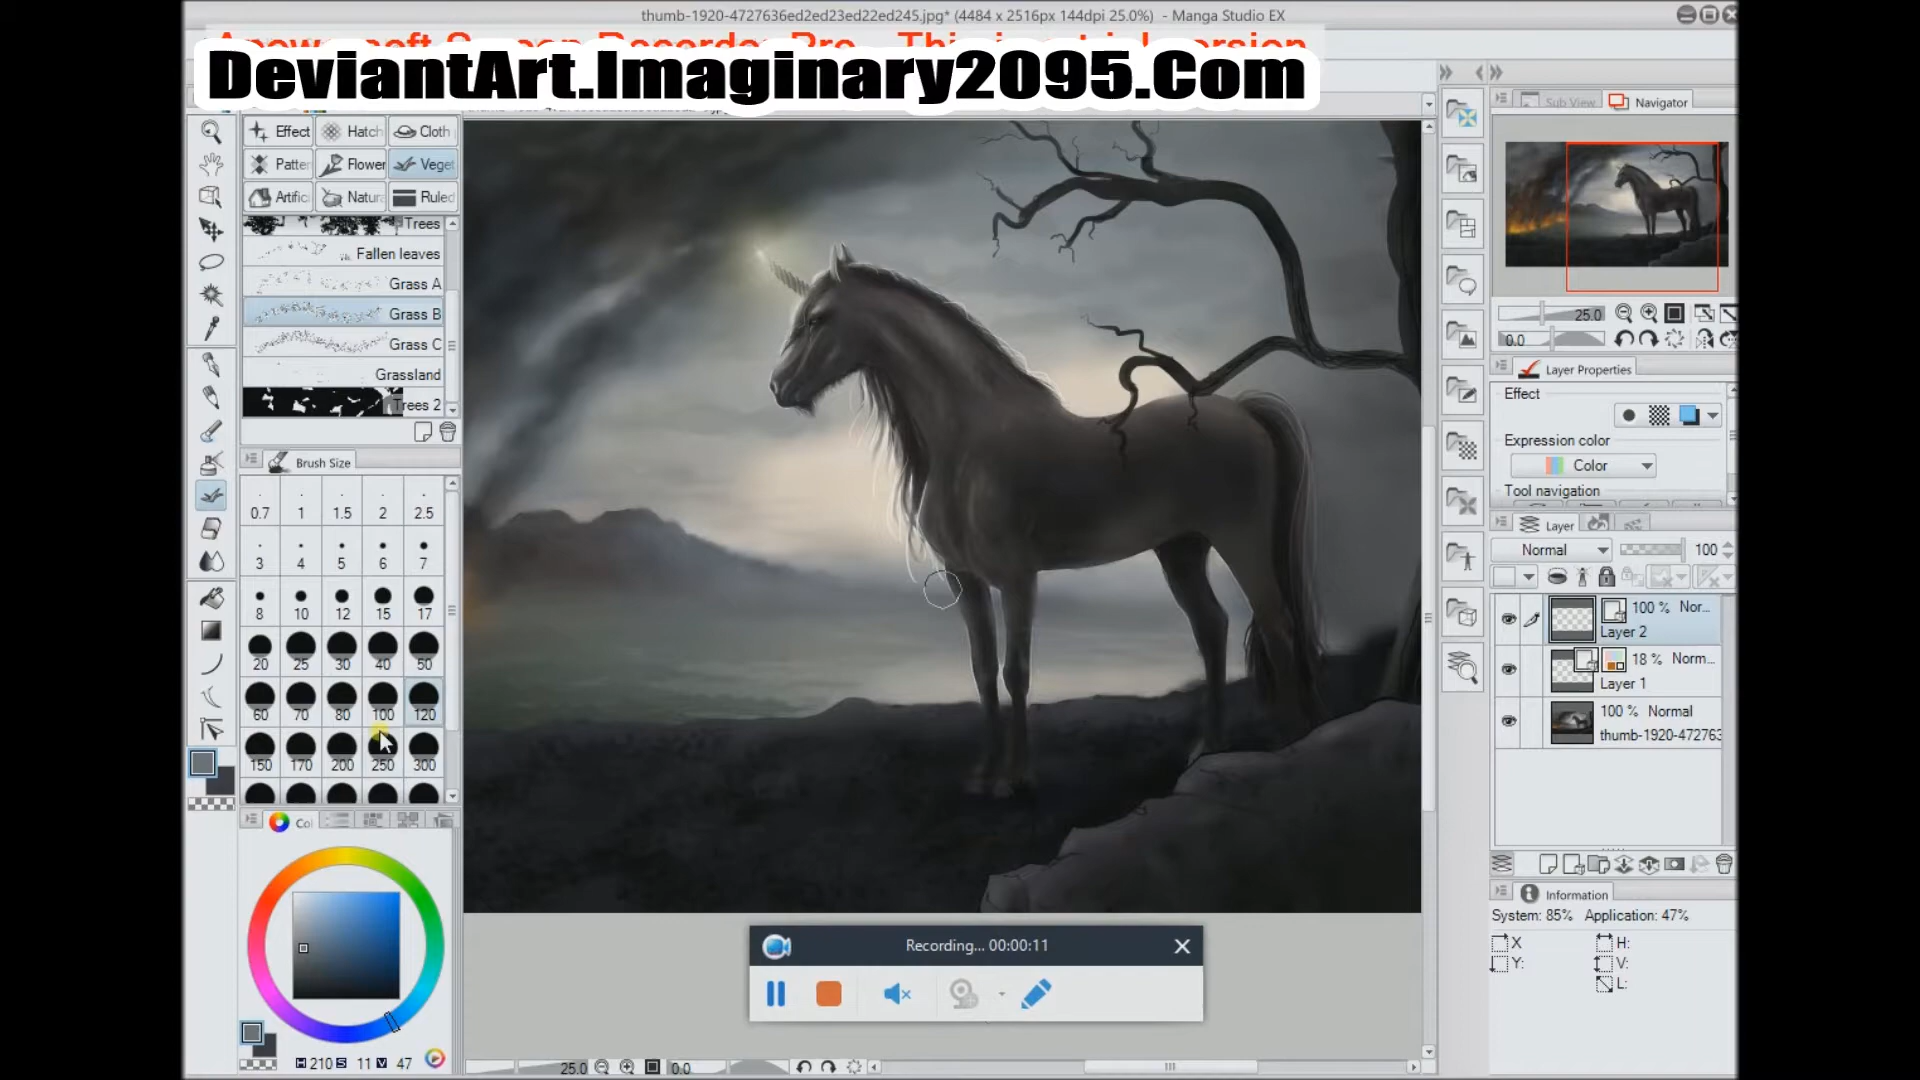 thumb-1920-4727636ed2ed23ed22ed245.jpg* (4484 x 2516px 144dpi 25.0%) - Manga Studio EX
DeviantArt.Imaginary2095.Com
Sub View
Navigator
Effect
Hatch
Cloth
Patter
Flower
Veget
Artific
Natura
Ruled
Trees
Fallen leaves
Grass A
Grass B
Grass C
Grassland
Trees 2
Brush Size
0.7 1 1.5 2 2.5
3 4 5 6 7
8 10 12 15 17
20 25 30 40 50
60 70 80 100 120
150 170 200 250 300
Col
H 210 S 11 V 47
25.0
0.0
Recording... 00:00:11
25.0
0.0
Layer Properties
Effect
Expression color
Color
Tool navigation
Layer
Normal
100
100 % Nor...
Layer 2
18 % Norm...
Layer 1
100 % Normal
thumb-1920-472763
Information
System: 85% Application: 47%
X
H:
Y:
V:
L: